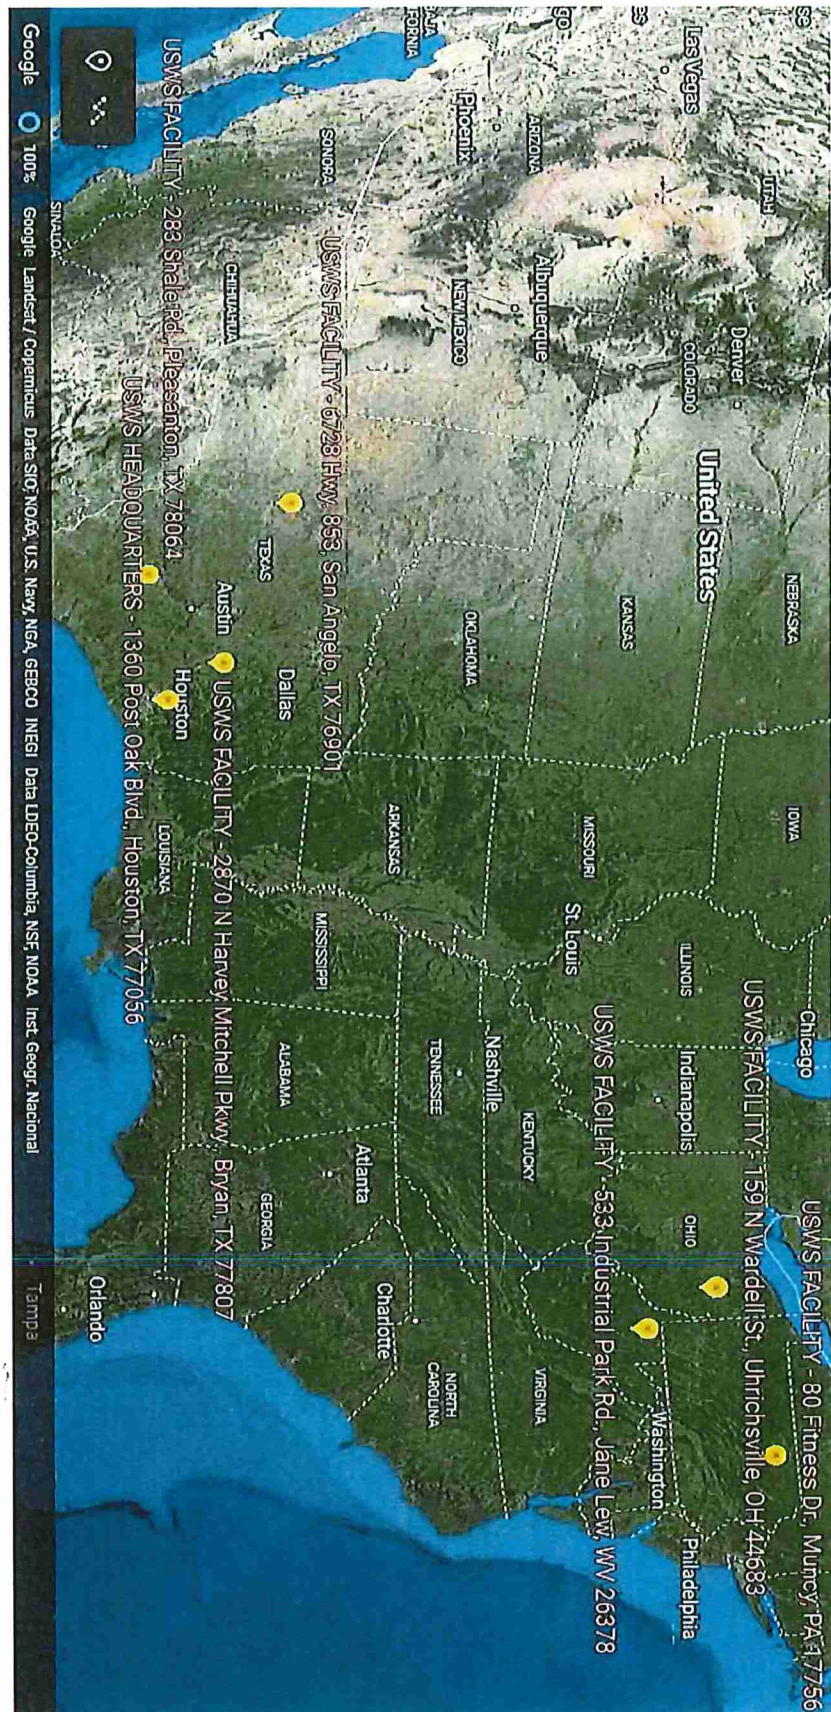 USWS FACILITY - 80 Fitness Dr., Muncy, PA 17756
se
NEBRASKA
IOWA
Chicago
UTAH
Denver
USWS FACILITY - 159 N Wardell St., Uhrichsville, OH 44683
United States
Las Vegas
COLORADO
ILLINOIS
Indianapolis
OHIO
Philadelphia
Washington
KANSAS
MISSOURI
St. Louis
USWS FACILITY - 533 Industrial Park Rd., Jane Lew, WV 26378
es
go
ARIZONA
Albuquerque
KENTUCKY
VIRGINIA
Nashville
Phoenix
NEW MEXICO
OKLAHOMA
TENNESSEE
NORTH
CAROLINA
BAJA
CALIFORNIA
ARKANSAS
Charlotte
Atlanta
SONORA
USWS FACILITY - 6728 Hwy. 853, San Angelo, TX 76901
MISSISSIPPI
Dallas
ALABAMA
GEORGIA
TEXAS
CHIHUAHUA
Austin
USWS FACILITY - 2870 N Harvey Mitchell Pkwy., Bryan, TX 77807
Houston
LOUISIANA
USWS FACILITY - 283 Shale Rd., Pleasanton, TX 78064
USWS HEADQUARTERS - 1360 Post Oak Blvd., Houston, TX 77056
Orlando
SINALOA
Tampa
Google 100% Google Landsat / Copernicus Data SIO, NOAA, U.S. Navy, NGA, GEBCO INEGI Data LDEO-Columbia, NSF, NOAA Inst. Geogr. Nacional